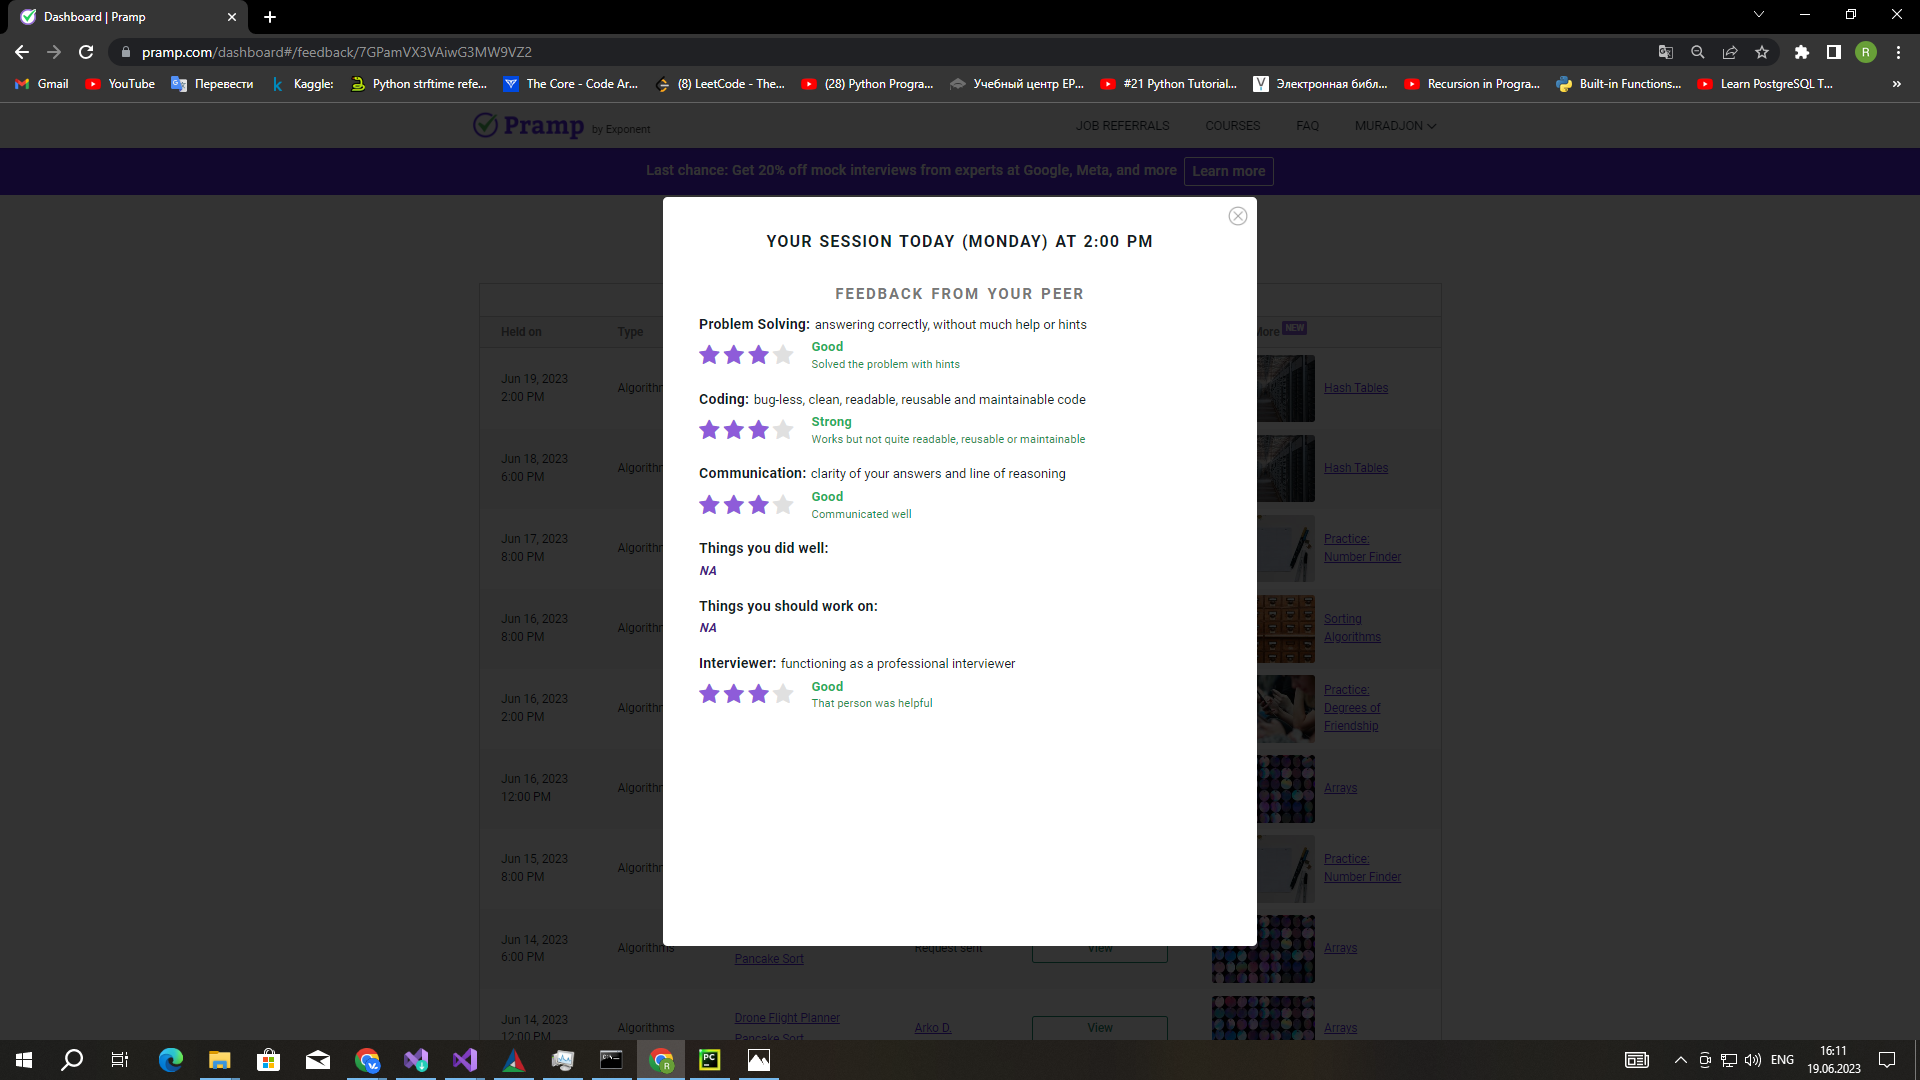 Dashboard | Pramp
pramp.com/dashboard#/feedback/7GPamVX3VAiwG3MW9VZ2
R
Gmail YouTube Перевести Kaggle: Python strftime refe... The Core - Code Ar... (8) LeetCode - The... (28) Python Progra... Учебный центр EP... #21 Python Tutorial... Электронная библ... Recursion in Progra... Built-in Functions... Learn PostgreSQL T... »
Pramp by Exponent JOB REFERRALS COURSES FAQ MURADJON
Last chance: Get 20% off mock interviews from experts at Google, Meta, and more Learn more
YOUR SESSION TODAY (MONDAY) AT 2:00 PM
FEEDBACK FROM YOUR PEER
Problem Solving: answering correctly, without much help or hints
Good
Solved the problem with hints
Coding: bug-less, clean, readable, reusable and maintainable code
Strong
Works but not quite readable, reusable or maintainable
Communication: clarity of your answers and line of reasoning
Good
Communicated well
Things you did well:
NA
Things you should work on:
NA
Interviewer: functioning as a professional interviewer
Good
That person was helpful
Held on Type NEW
Jun 19, 2023
2:00 PM
Hash Tables
Jun 18, 2023
6:00 PM
Hash Tables
Jun 17, 2023
8:00 PM
Practice:
Number Finder
Jun 16, 2023
8:00 PM
Sorting
Algorithms
Jun 16, 2023
2:00 PM
Practice:
Degrees of
Friendship
Jun 16, 2023
12:00 PM
Arrays
Jun 15, 2023
8:00 PM
Practice:
Number Finder
Jun 14, 2023
6:00 PM
Algorithms
Pancake Sort
Request sent
View
Arrays
Jun 14, 2023
12:00 PM
Algorithms
Drone Flight Planner
Pancake Sort
Arko D.
View
Arrays
ENG
16:11
19.06.2023